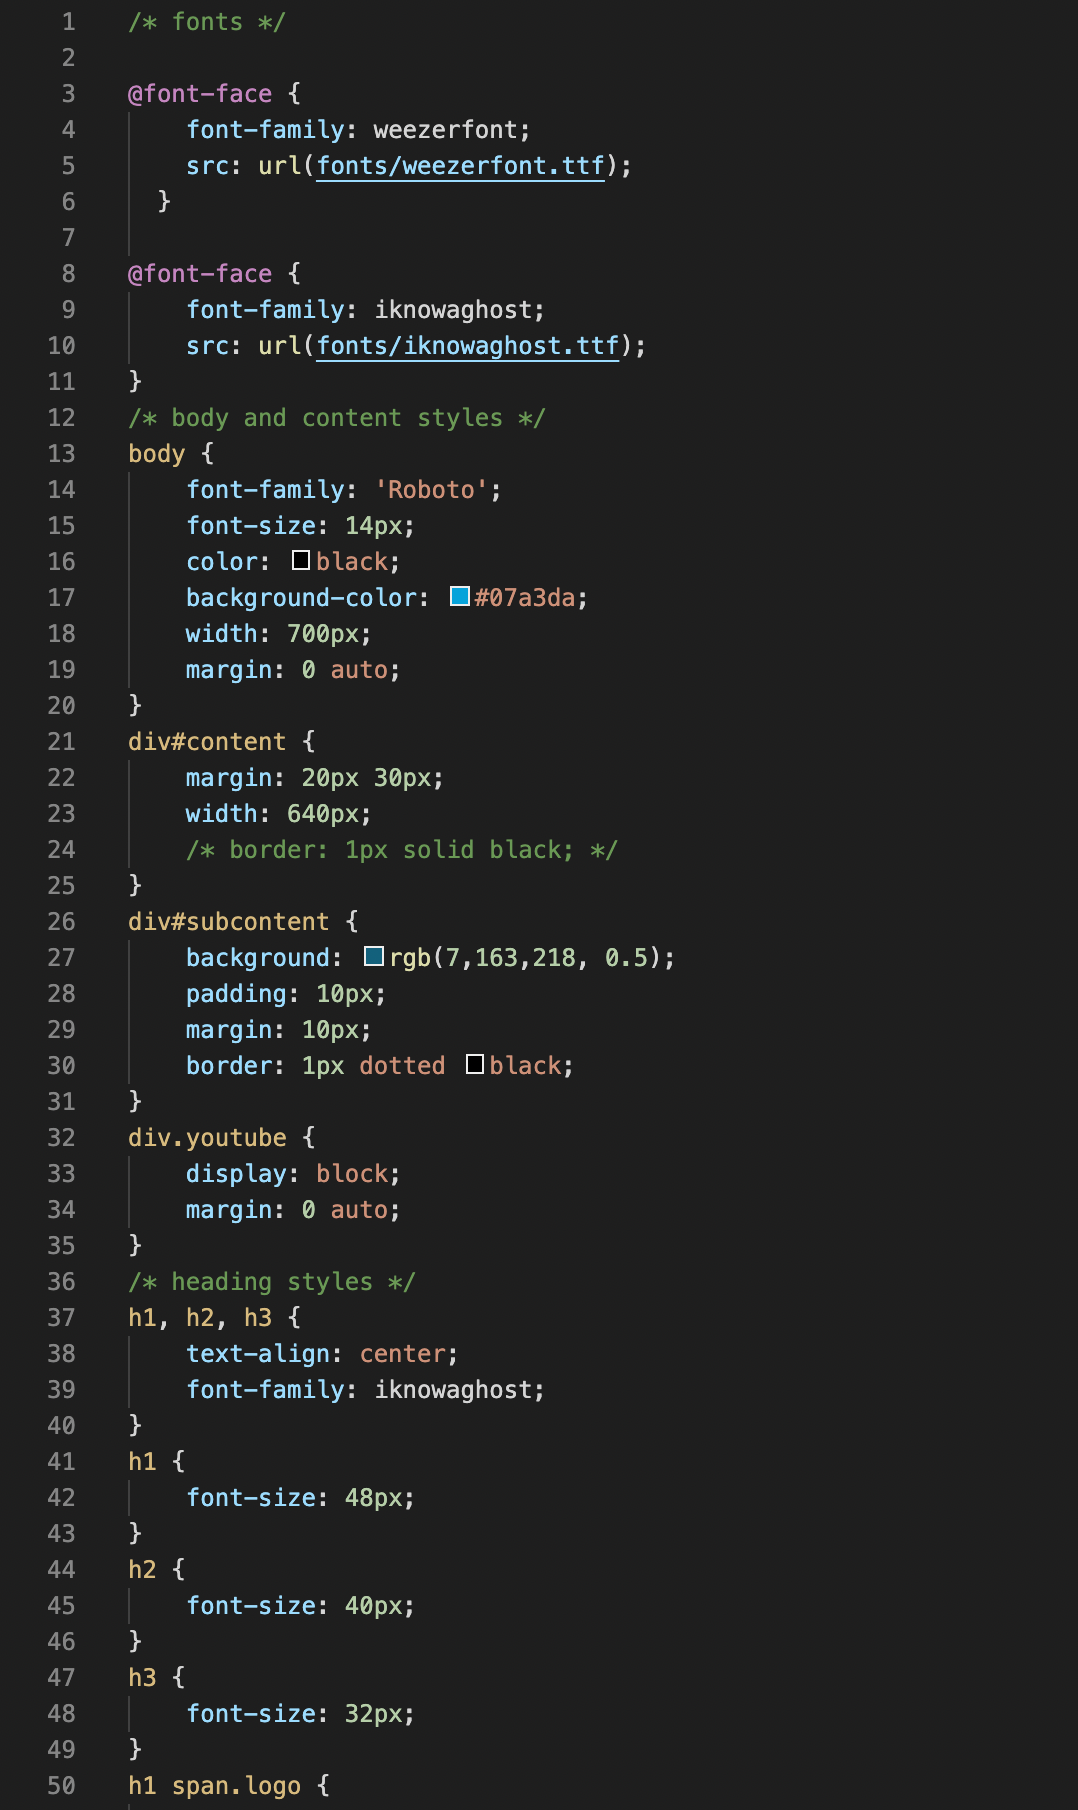 1 /* fonts */
2
3 @font-face {
4     font-family: weezerfont;
5     src: url(fonts/weezerfont.ttf);
6   }
7
8 @font-face {
9     font-family: iknowaghost;
10     src: url(fonts/iknowaghost.ttf);
11 }
12 /* body and content styles */
13 body {
14     font-family: 'Roboto';
15     font-size: 14px;
16     color: black;
17     background-color: #07a3da;
18     width: 700px;
19     margin: 0 auto;
20 }
21 div#content {
22     margin: 20px 30px;
23     width: 640px;
24     /* border: 1px solid black; */
25 }
26 div#subcontent {
27     background: rgb(7,163,218, 0.5);
28     padding: 10px;
29     margin: 10px;
30     border: 1px dotted black;
31 }
32 div.youtube {
33     display: block;
34     margin: 0 auto;
35 }
36 /* heading styles */
37 h1, h2, h3 {
38     text-align: center;
39     font-family: iknowaghost;
40 }
41 h1 {
42     font-size: 48px;
43 }
44 h2 {
45     font-size: 40px;
46 }
47 h3 {
48     font-size: 32px;
49 }
50 h1 span.logo {